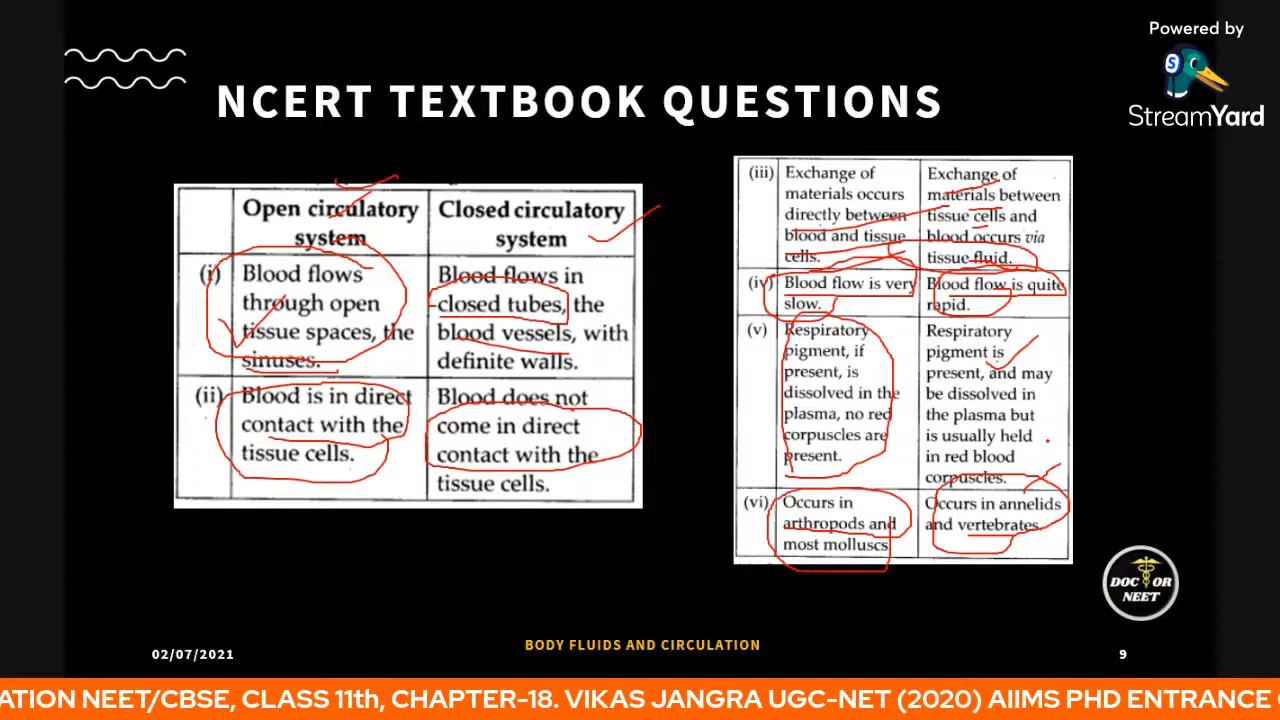 Powered by
StreamYard
NCERT TEXTBOOK QUESTIONS
Open circulatory
system
Closed circulatory
system
(i)
Blood flows
through open
tissue spaces, the
sinuses.
Blood flows in
closed tubes, the
blood vessels, with
definite walls.
(ii)
Blood is in direct
contact with the
tissue cells.
Blood does not
come in direct
contact with the
tissue cells.
(iii)
Exchange of
materials occurs
directly between
blood and tissue
cells.
Exchange of
materials between
tissue cells and
blood occurs via
tissue fluid.
(iv)
Blood flow is very
slow.
Blood flow is quite
rapid.
(v)
Respiratory
pigment, if
present, is
dissolved in the
plasma, no red
corpuscles are
present.
Respiratory
pigment is
present, and may
be dissolved in
the plasma but
is usually held
in red blood
corpuscles.
(vi)
Occurs in
arthropods and
most molluscs
Occurs in annelids
and vertebrates.
DOC OR
NEET
02/07/2021
BODY FLUIDS AND CIRCULATION
9
ATION NEET/CBSE, CLASS 11th, CHAPTER-18. VIKAS JANGRA UGC-NET (2020) AIIMS PHD ENTRANCE